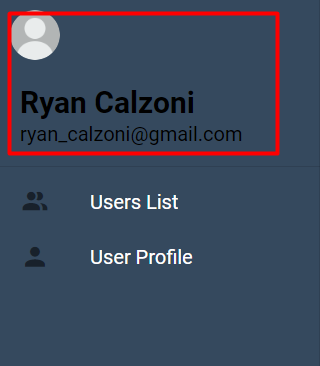 Ryan Calzoni
ryan_calzoni@gmail.com
Users List
User Profile